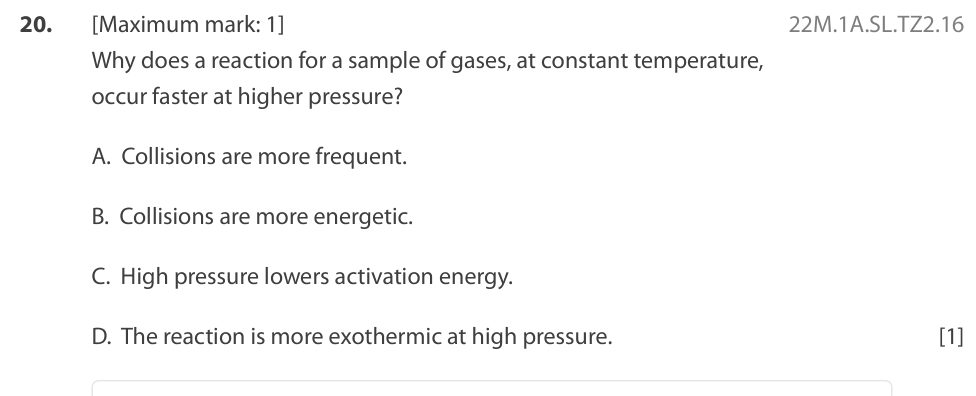 20. [Maximum mark: 1] 22M.1A.SL.TZ2.16
Why does a reaction for a sample of gases, at constant temperature,
occur faster at higher pressure?
A. Collisions are more frequent.
B. Collisions are more energetic.
C. High pressure lowers activation energy.
D. The reaction is more exothermic at high pressure. [1]